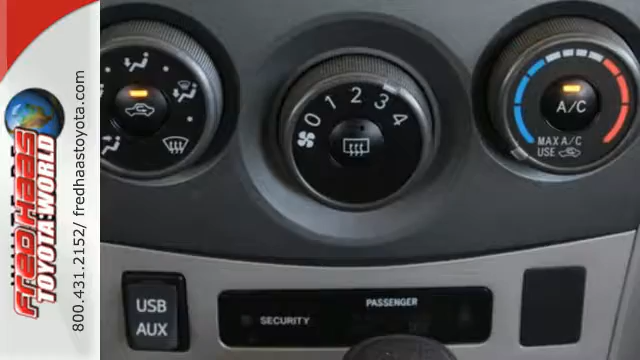 0 1 2 3 4
A/C
MAX A/C
USE
USB
AUX
SECURITY
PASSENGER
FRED HAAS
TOYOTA WORLD
800.431.2152/ fredhaastoyota.com